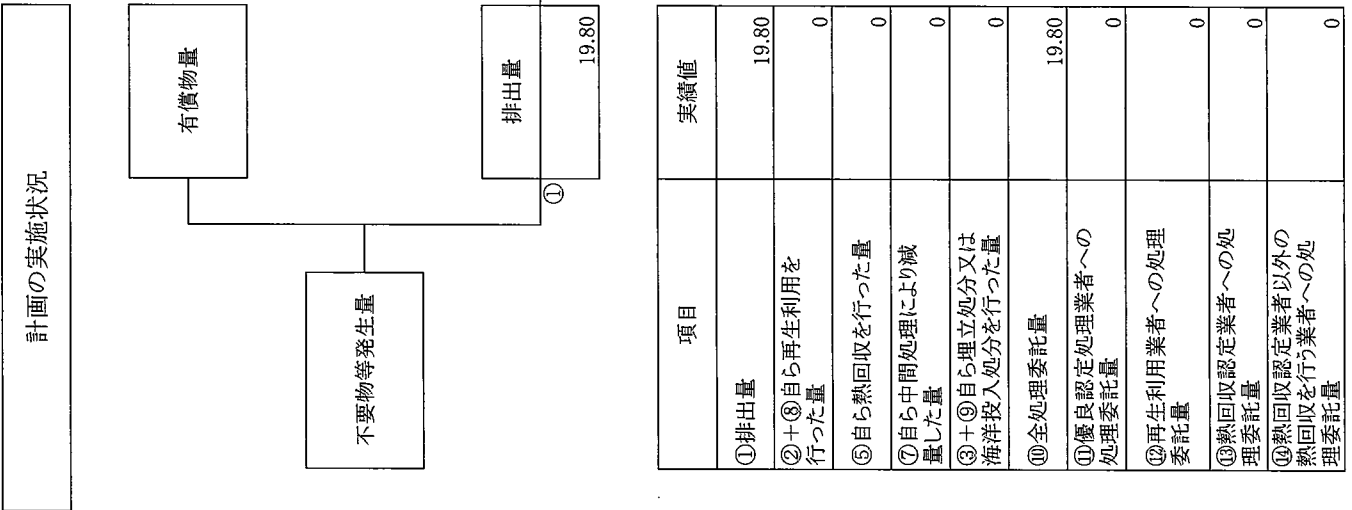 計画の実施状況
有償物量
不要物等発生量
排出量
①
19.80
項目
実績値
①排出量
19.80
②+⑧自ら再生利用を
行った量
0
⑤自ら熱回収を行った量
0
⑦自ら中間処理により減
量した量
0
③+⑨自ら埋立処分又は
海洋投入処分を行った量
0
⑩全処理委託量
19.80
⑪優良認定処理業者への
処理委託量
0
⑫再生利用業者への処理
委託量
0
⑬熱回収認定業者への処
理委託量
0
⑭熱回収認定業者以外の
熱回収を行う業者への処
理委託量
0